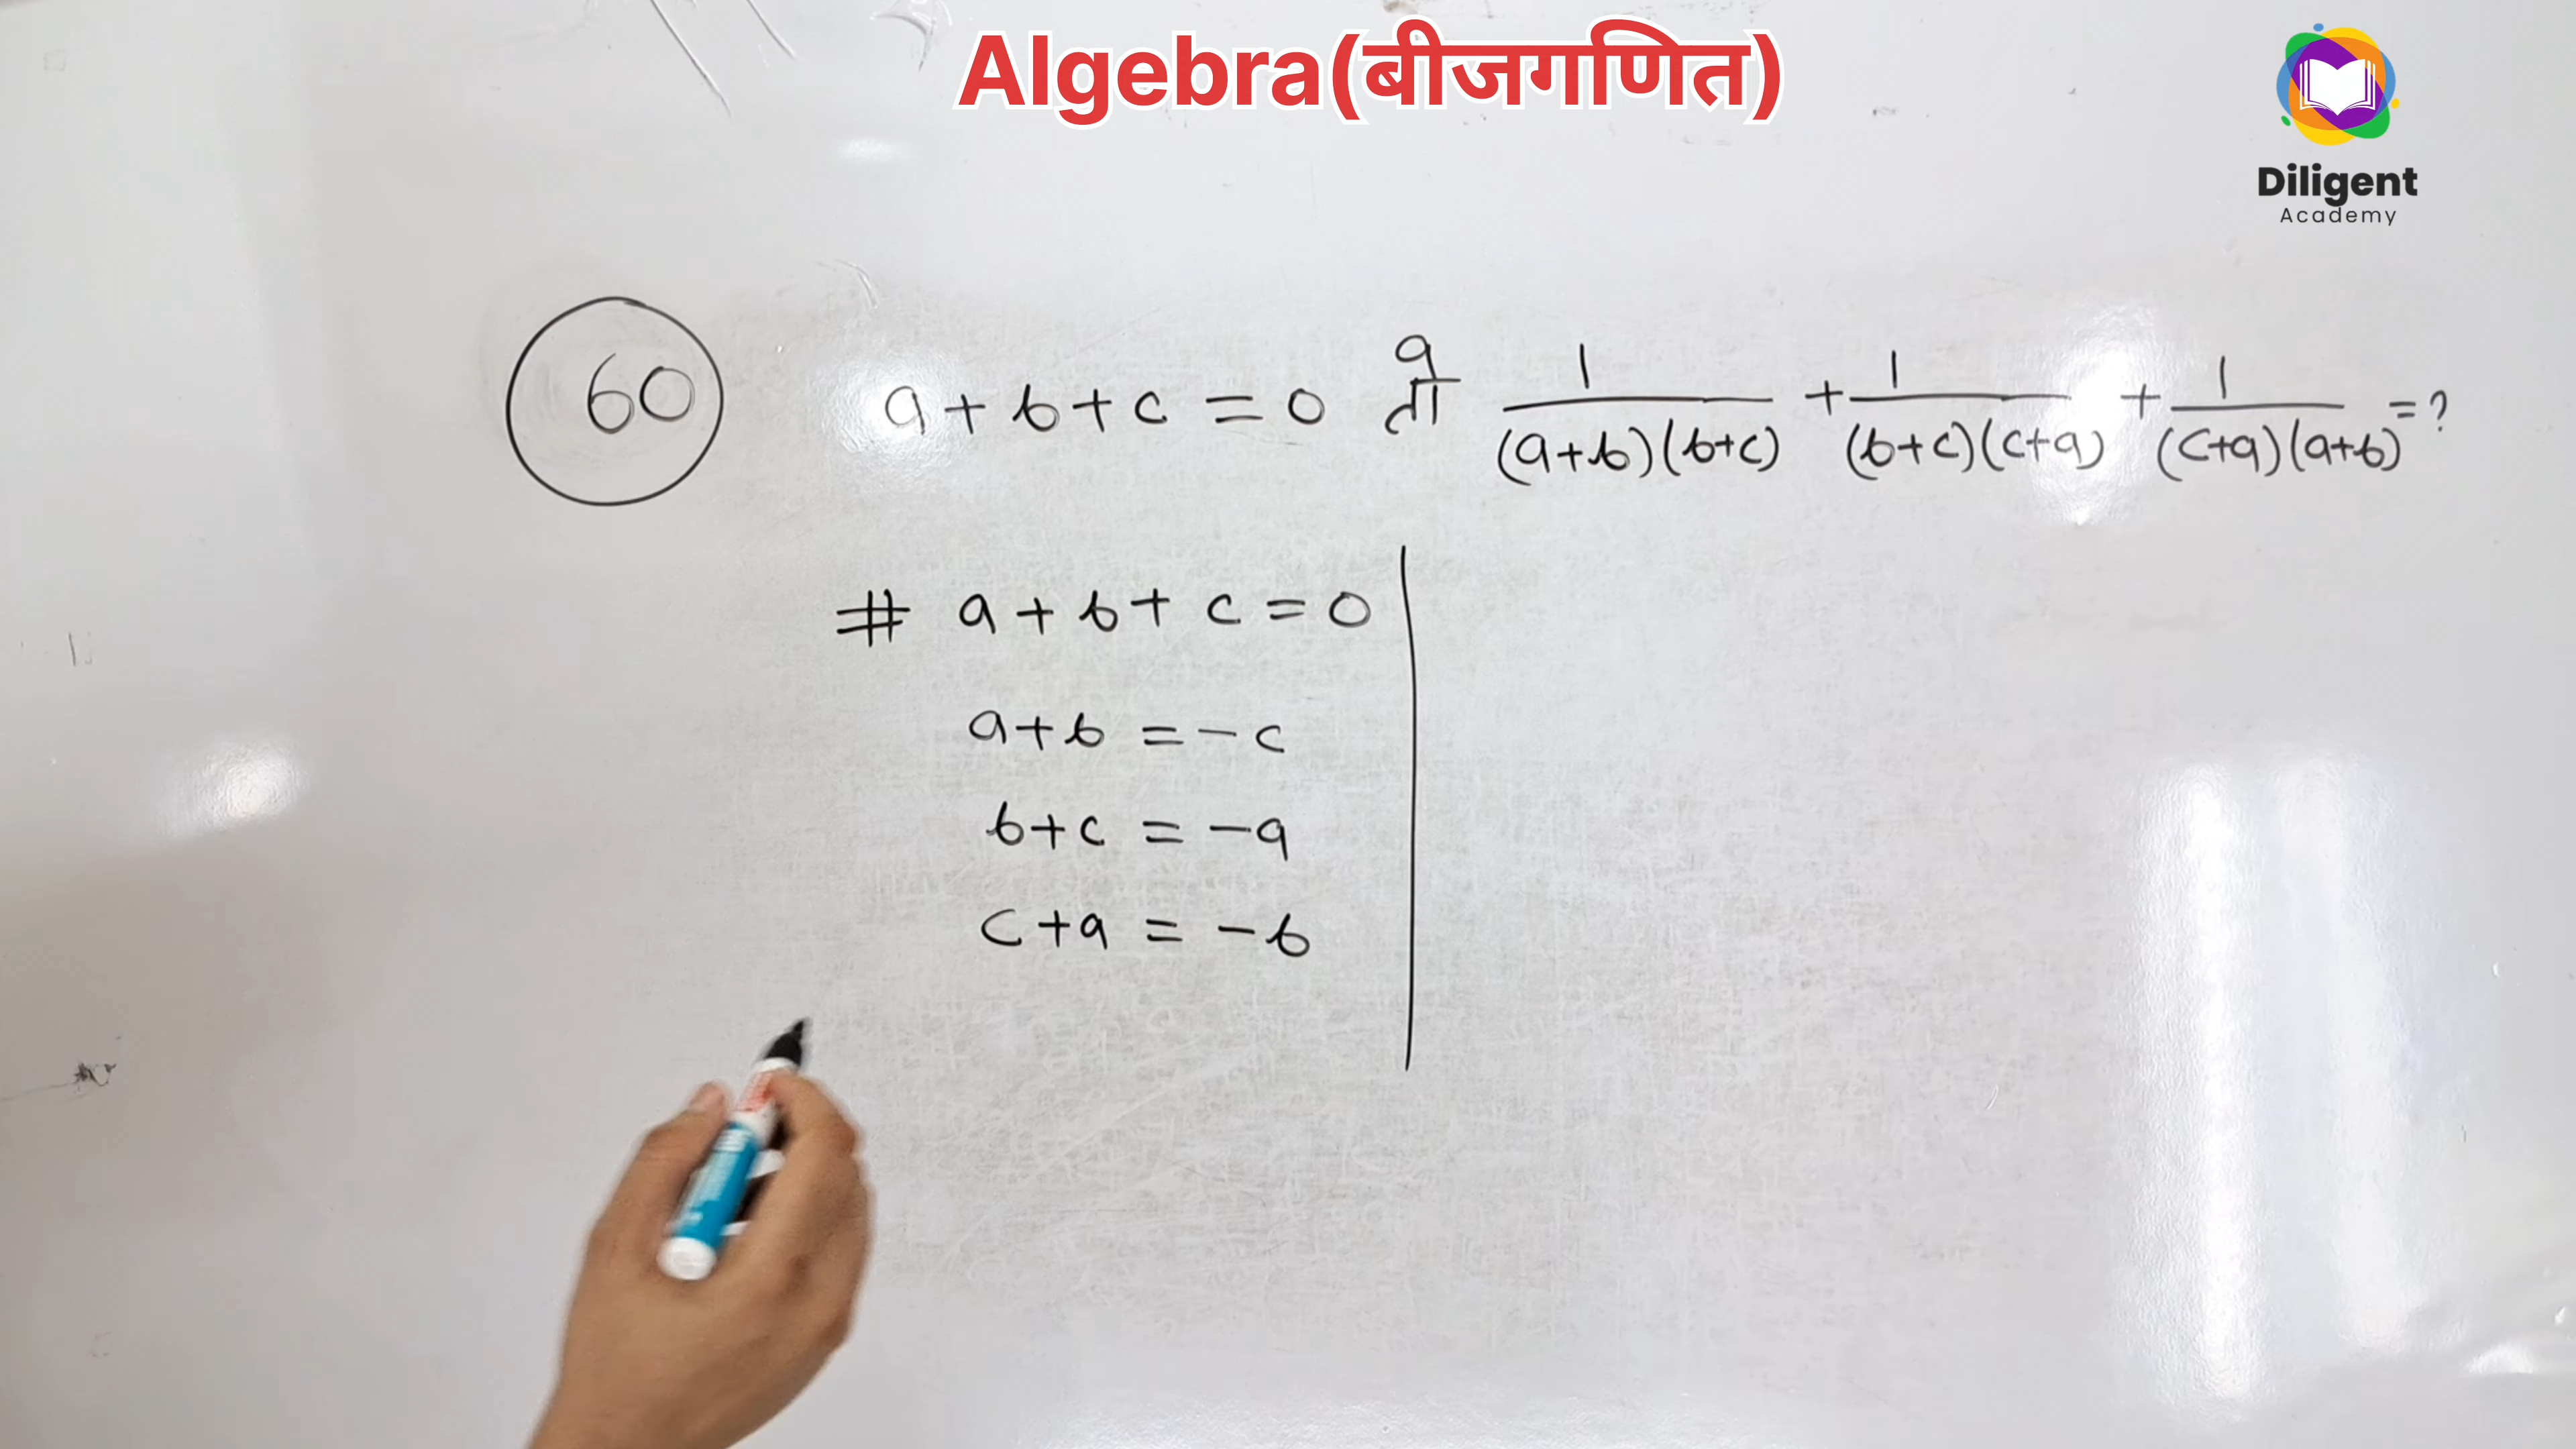 Algebra(बीजगणित)
Diligent
Academy
60
a + b + c = 0 तो 1/((a+b)(b+c)) + 1/((b+c)(c+a)) + 1/((c+a)(a+b)) = ?
# a + b + c = 0
a+b = -c
b+c = -a
c+a = -b